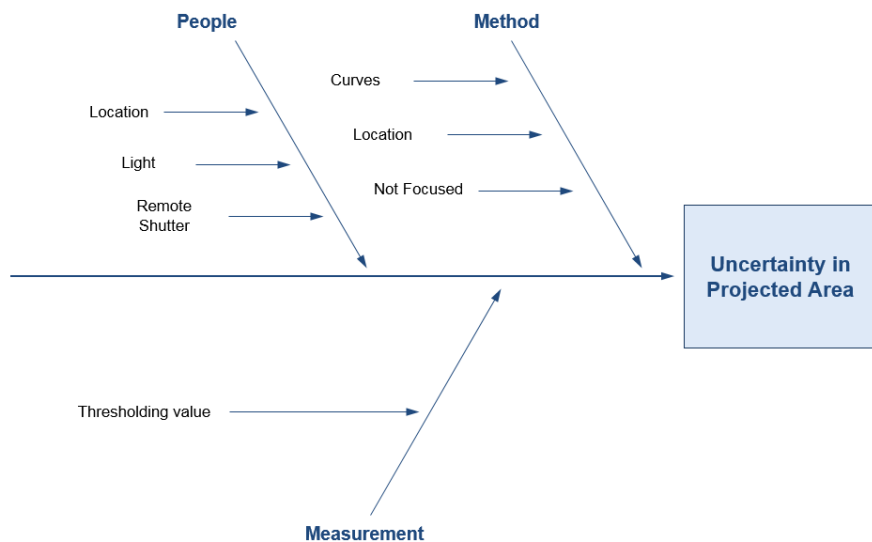 People
Method
Curves
Location
Location
Light
Not Focused
Remote
Shutter
Uncertainty in
Projected Area
Thresholding value
Measurement